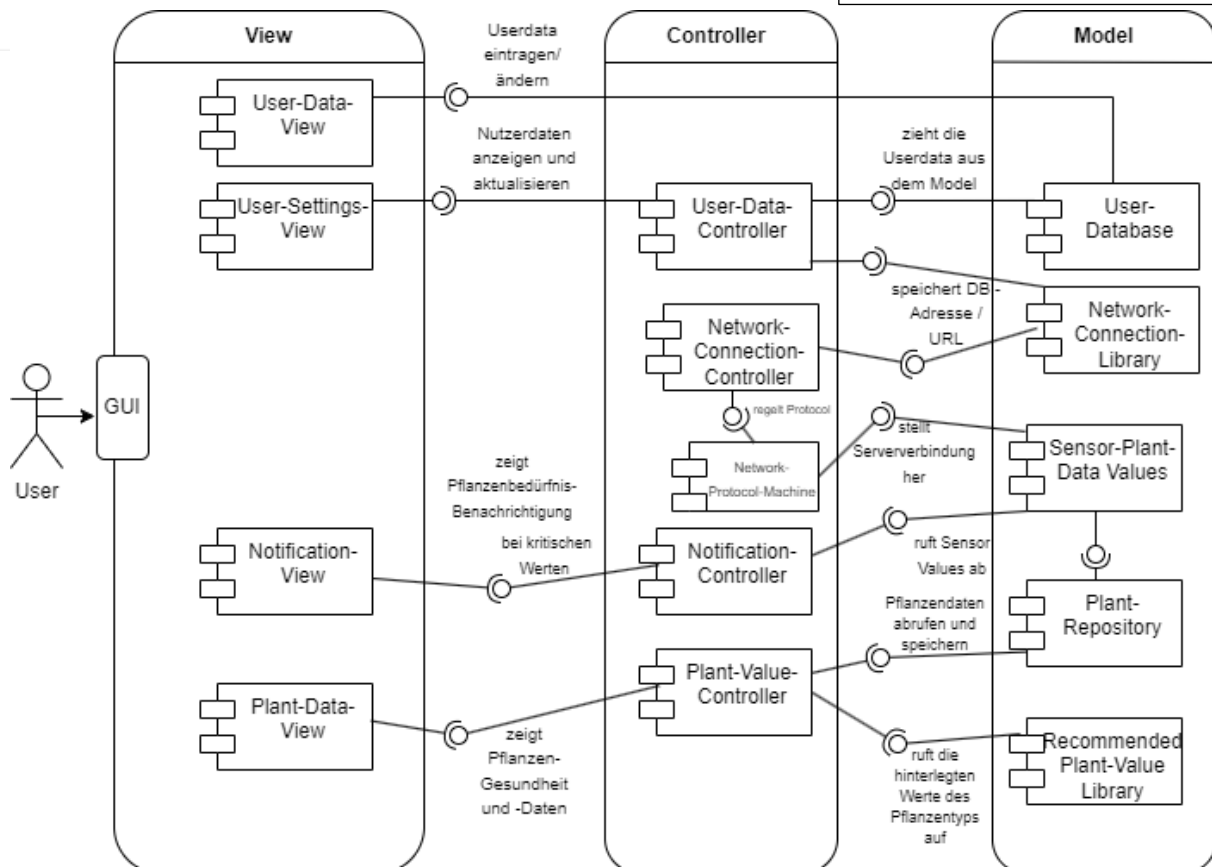 View
Controller
Model
Userdata
eintragen/
ändern
User-Data-
View
Nutzerdaten
anzeigen und
aktualisieren
zieht die
Userdata aus
dem Model
User-Settings-
View
User-Data-
Controller
User-
Database
speichert DB -
Adresse /
URL
Network-
Connection-
Controller
Network-
Connection-
Library
GUI
User
regelt Protocol
stellt
Serververbindung
her
Network-
Protocol-Machine
Sensor-Plant-
Data Values
zeigt
Pflanzenbedürfnis-
Benachrichtigung
bei kritischen
Werten
Notification-
View
Notification-
Controller
ruft Sensor
Values ab
Pflanzendaten
abrufen und
speichern
Plant-
Repository
Plant-Data-
View
Plant-Value-
Controller
zeigt
Pflanzen-
Gesundheit
und -Daten
ruft die
hinterlegten
Werte des
Pflanzentyps
auf
Recommended
Plant-Value
Library